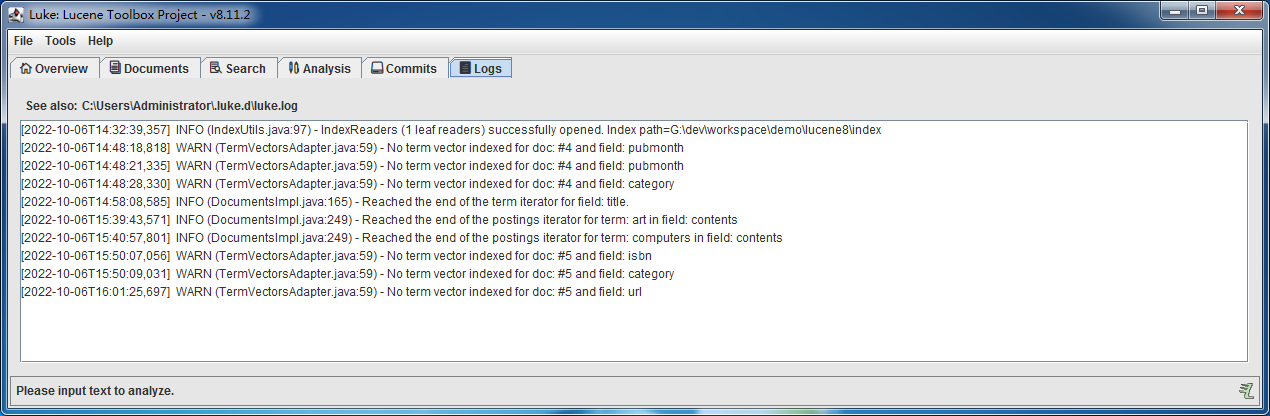 Luke: Lucene Toolbox Project - v8.11.2
File Tools Help
Overview Documents Search Analysis Commits Logs
See also: C:\Users\Administrator\.luke.d\luke.log
[2022-10-06T14:32:39,357] INFO (IndexUtils.java:97) - IndexReaders (1 leaf readers) successfully opened. Index path=G:\dev\workspace\demo\lucene8\index
[2022-10-06T14:48:18,818] WARN (TermVectorsAdapter.java:59) - No term vector indexed for doc: #4 and field: pubmonth
[2022-10-06T14:48:21,335] WARN (TermVectorsAdapter.java:59) - No term vector indexed for doc: #4 and field: pubmonth
[2022-10-06T14:48:28,330] WARN (TermVectorsAdapter.java:59) - No term vector indexed for doc: #4 and field: category
[2022-10-06T14:58:08,585] INFO (DocumentsImpl.java:165) - Reached the end of the term iterator for field: title.
[2022-10-06T15:39:43,571] INFO (DocumentsImpl.java:249) - Reached the end of the postings iterator for term: art in field: contents
[2022-10-06T15:40:57,801] INFO (DocumentsImpl.java:249) - Reached the end of the postings iterator for term: computers in field: contents
[2022-10-06T15:50:07,056] WARN (TermVectorsAdapter.java:59) - No term vector indexed for doc: #5 and field: isbn
[2022-10-06T15:50:09,031] WARN (TermVectorsAdapter.java:59) - No term vector indexed for doc: #5 and field: category
[2022-10-06T16:01:25,697] WARN (TermVectorsAdapter.java:59) - No term vector indexed for doc: #5 and field: url
Please input text to analyze.